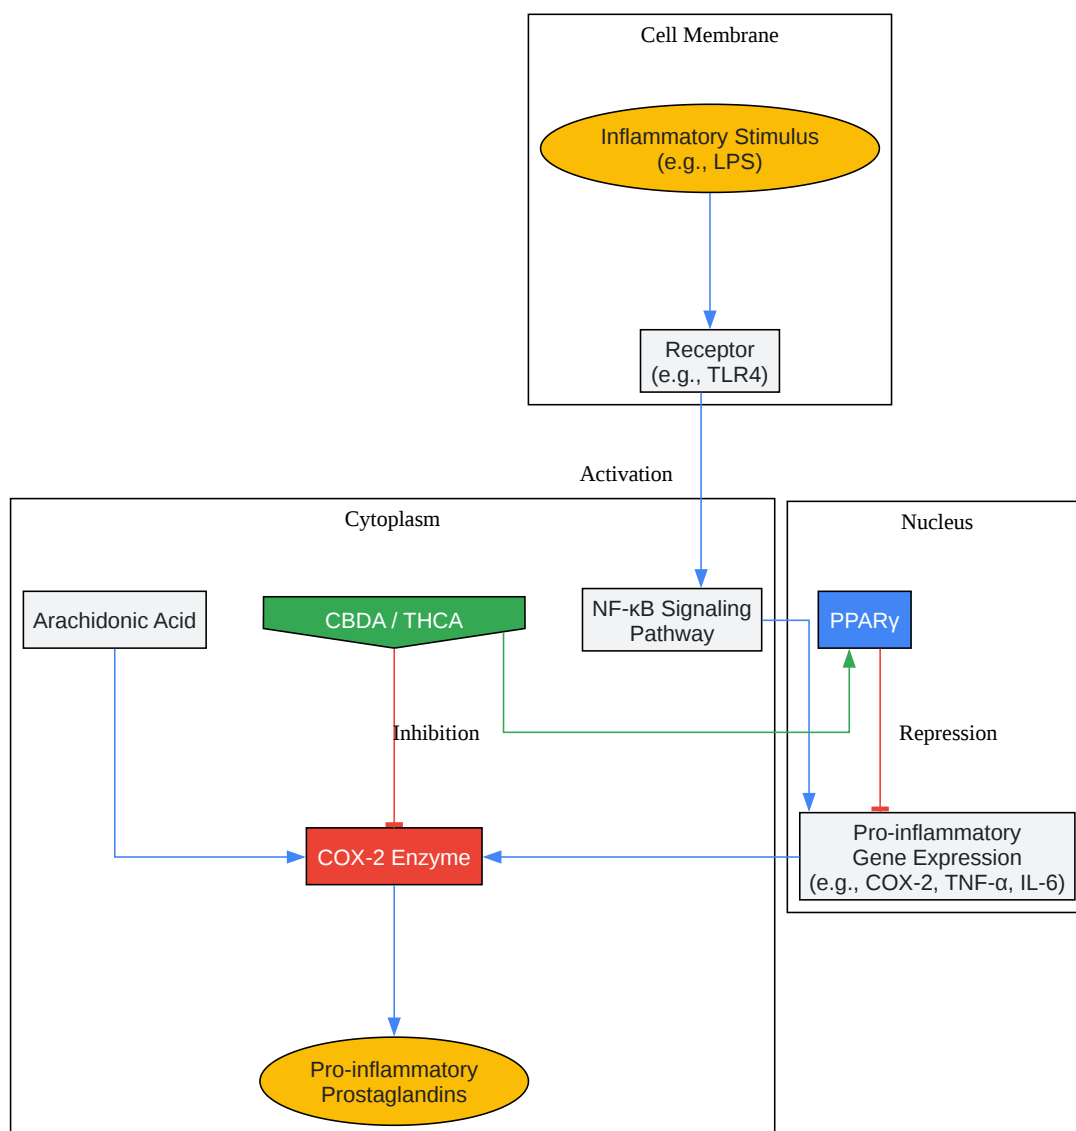 Cell Membrane
Inflammatory Stimulus
(e.g., LPS)
Receptor
(e.g., TLR4)
Activation
Cytoplasm
Nucleus
Arachidonic Acid
CBDA / THCA
NF-κB Signaling
Pathway
PPARγ
Inhibition
Repression
COX-2 Enzyme
Pro-inflammatory
Gene Expression
(e.g., COX-2, TNF-α, IL-6)
Pro-inflammatory
Prostaglandins